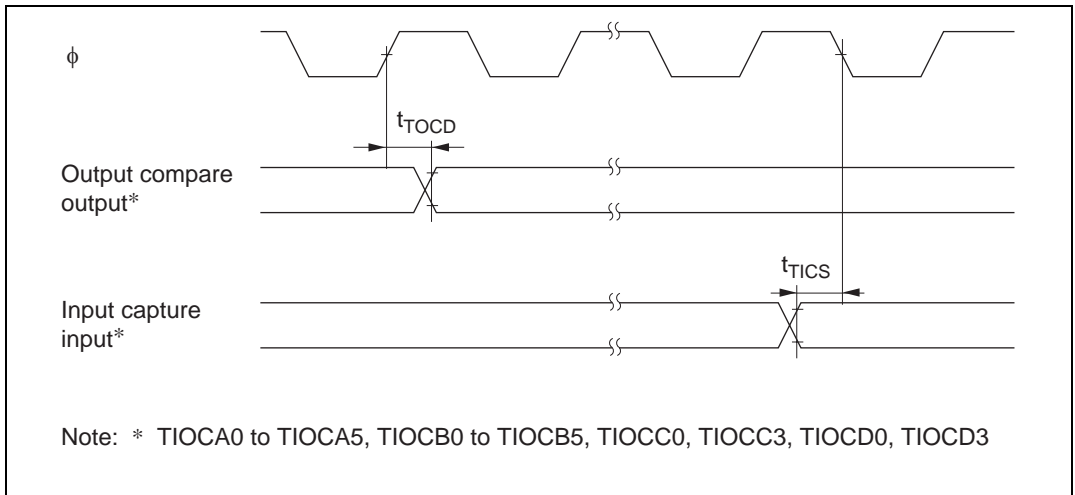 ϕ
tTOCD
Output compare
output*
tTICS
Input capture
input*
Note: * TIOCA0 to TIOCA5, TIOCB0 to TIOCB5, TIOCC0, TIOCC3, TIOCD0, TIOCD3